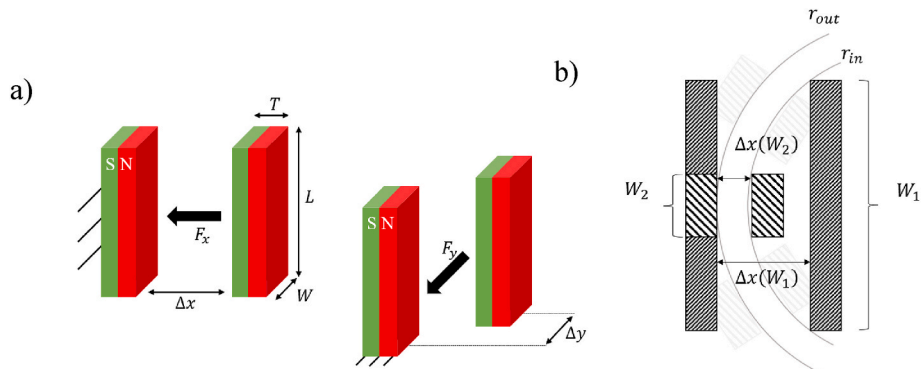 a)
T
S N
F_x
L
W
Δx
S N
F_y
Δy
b)
r_out
r_in
Δx(W_2)
W_2
W_1
Δx(W_1)